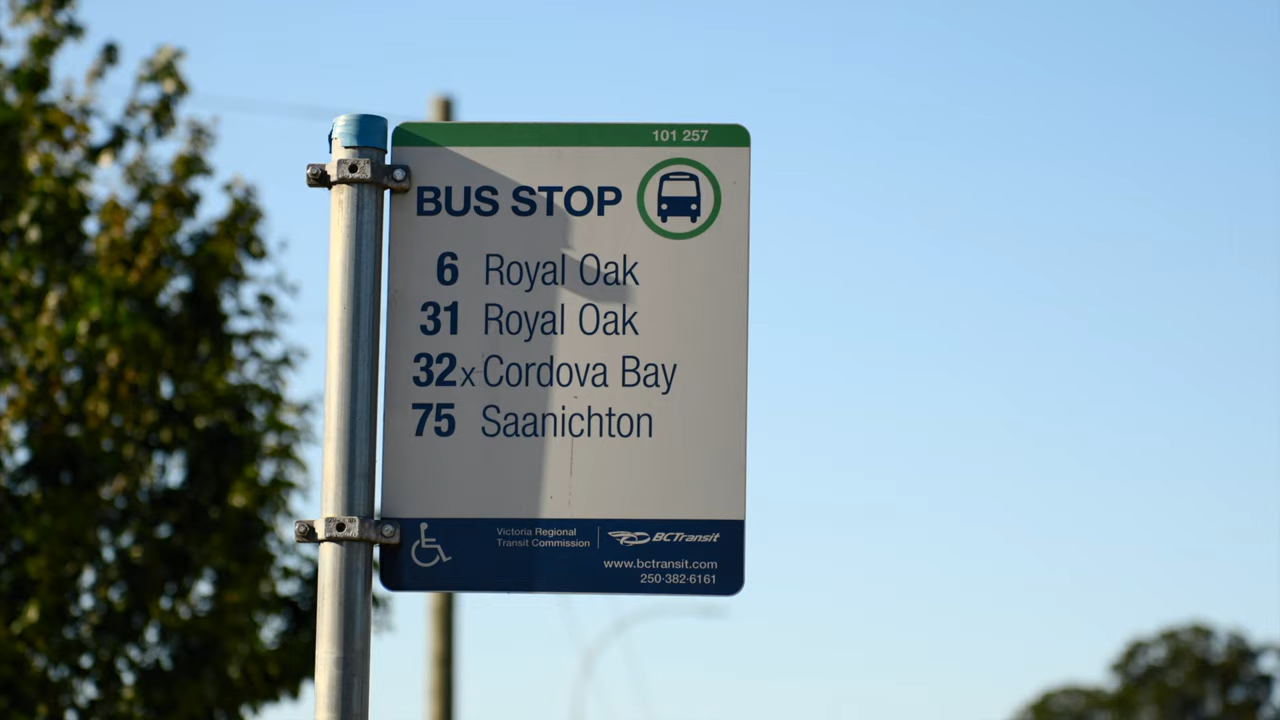 101 257
BUS STOP
6 Royal Oak
31 Royal Oak
32x Cordova Bay
75 Saanichton
Victoria Regional
Transit Commission
BCTransit
www.bctransit.com
250·382·6161